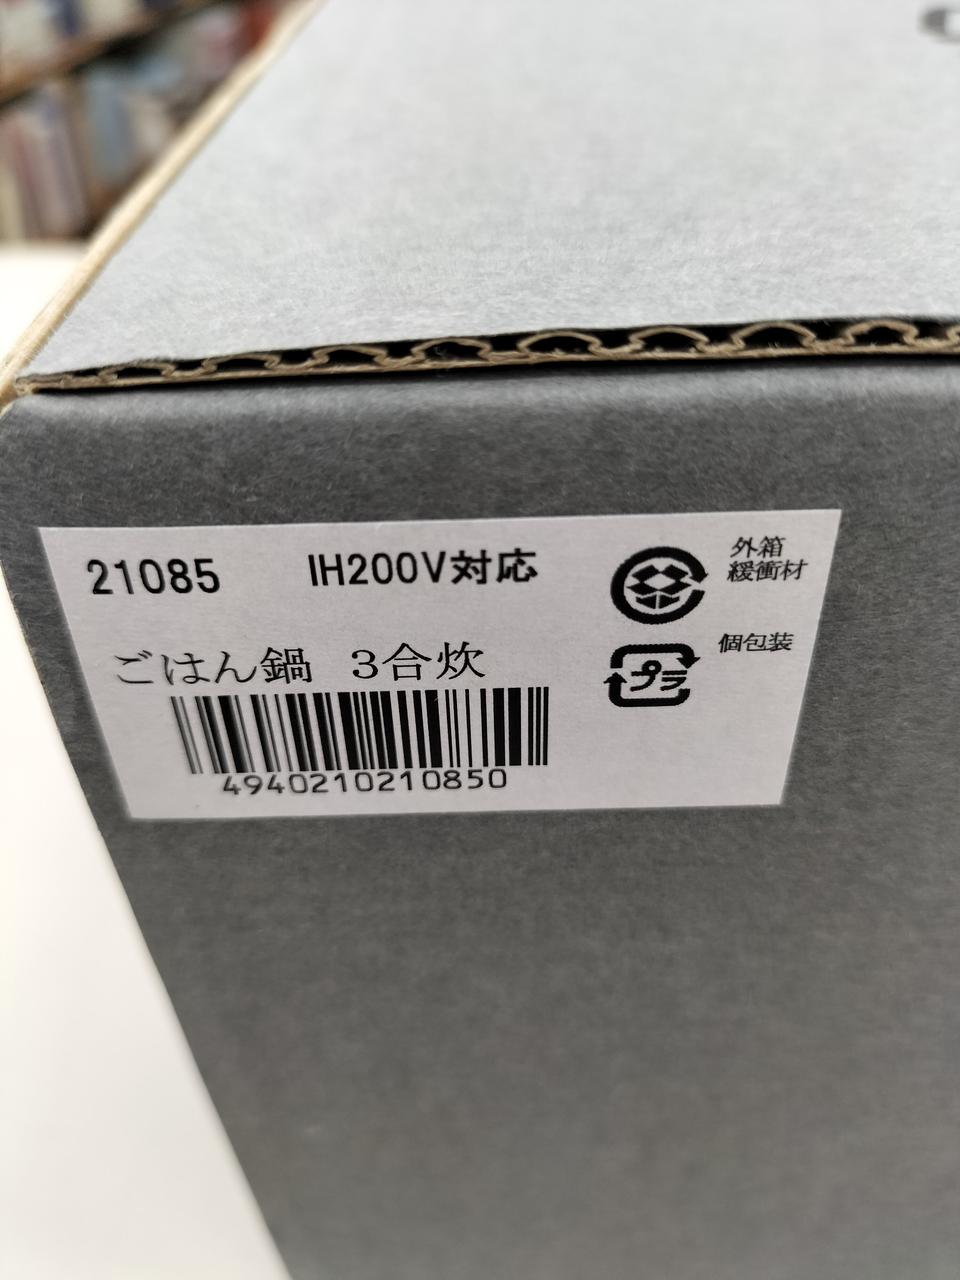 21085 IH200V対応
外箱
緩衝材
ごはん鍋 3合炊
個包装
プラ
4940210210850